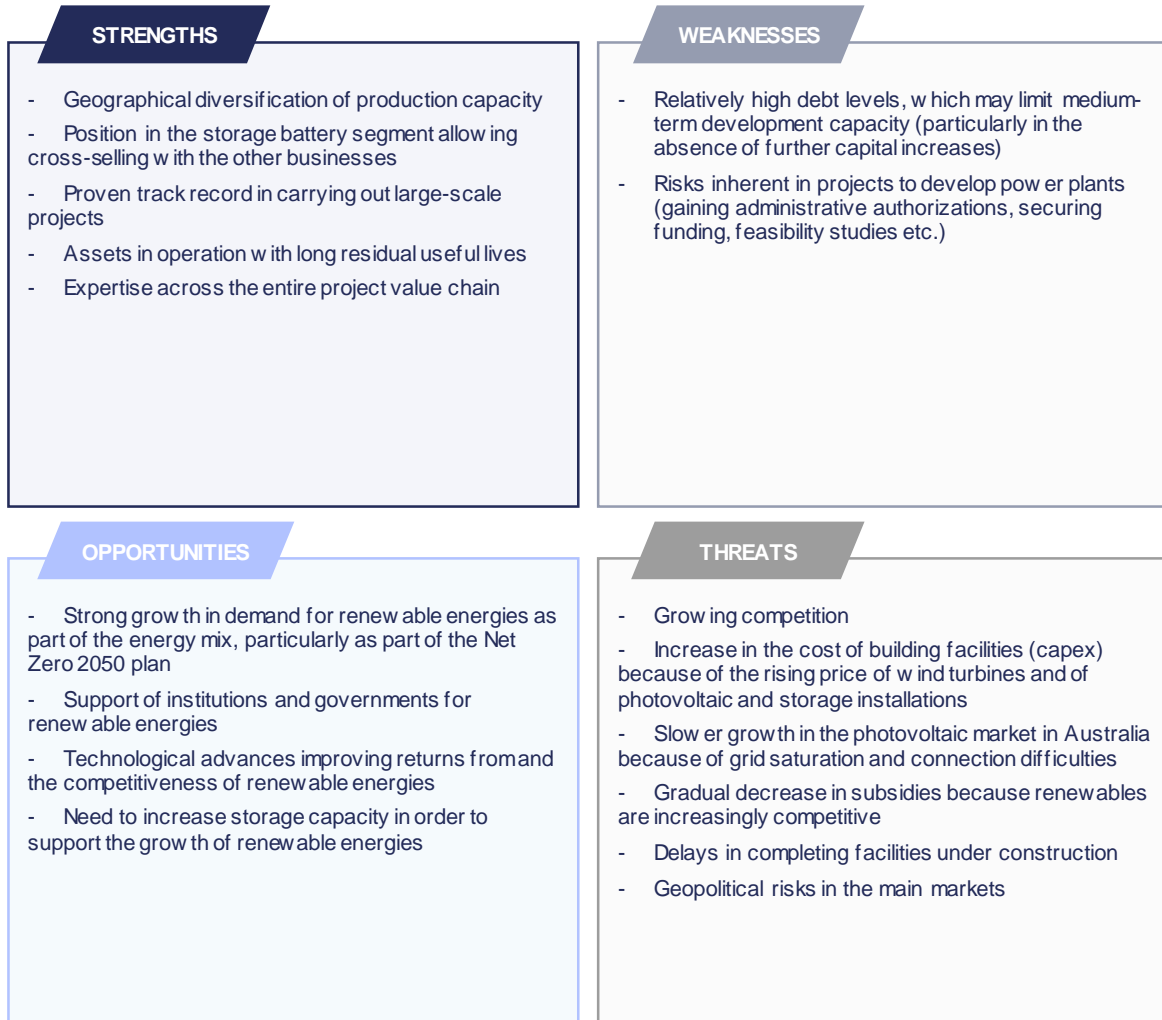 STRENGTHS
- Geographical diversification of production capacity
- Position in the storage battery segment allowing
cross-selling with the other businesses
- Proven track record in carrying out large-scale
projects
- Assets in operation with long residual useful lives
- Expertise across the entire project value chain
WEAKNESSES
- Relatively high debt levels, which may limit medium-
term development capacity (particularly in the
absence of further capital increases)
- Risks inherent in projects to develop power plants
(gaining administrative authorizations, securing
funding, feasibility studies etc.)
OPPORTUNITIES
- Strong growth in demand for renewable energies as
part of the energy mix, particularly as part of the Net
Zero 2050 plan
- Support of institutions and governments for
renewable energies
- Technological advances improving returns from and
the competitiveness of renewable energies
- Need to increase storage capacity in order to
support the growth of renewable energies
THREATS
- Growing competition
- Increase in the cost of building facilities (capex)
because of the rising price of wind turbines and of
photovoltaic and storage installations
- Slower growth in the photovoltaic market in Australia
because of grid saturation and connection difficulties
- Gradual decrease in subsidies because renewables
are increasingly competitive
- Delays in completing facilities under construction
- Geopolitical risks in the main markets